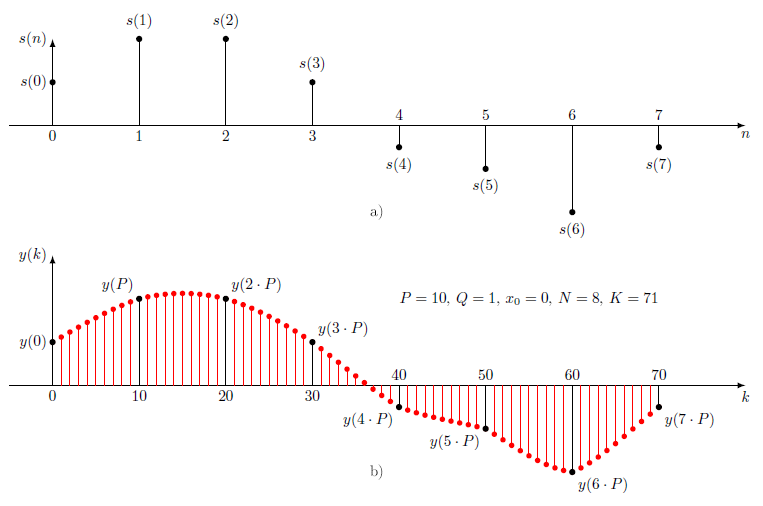 s(1) s(2)
s(n)
s(3)
s(0)
4 5 6 7
0 1 2 3 n
s(4) s(7)
s(5)
a)
s(6)
y(k)
y(P) y(2 · P)
P = 10, Q = 1, x₀ = 0, N = 8, K = 71
y(3 · P)
y(0)
40 50 60 70
0 10 20 30 k
y(4 · P) y(7 · P)
y(5 · P)
b)
y(6 · P)